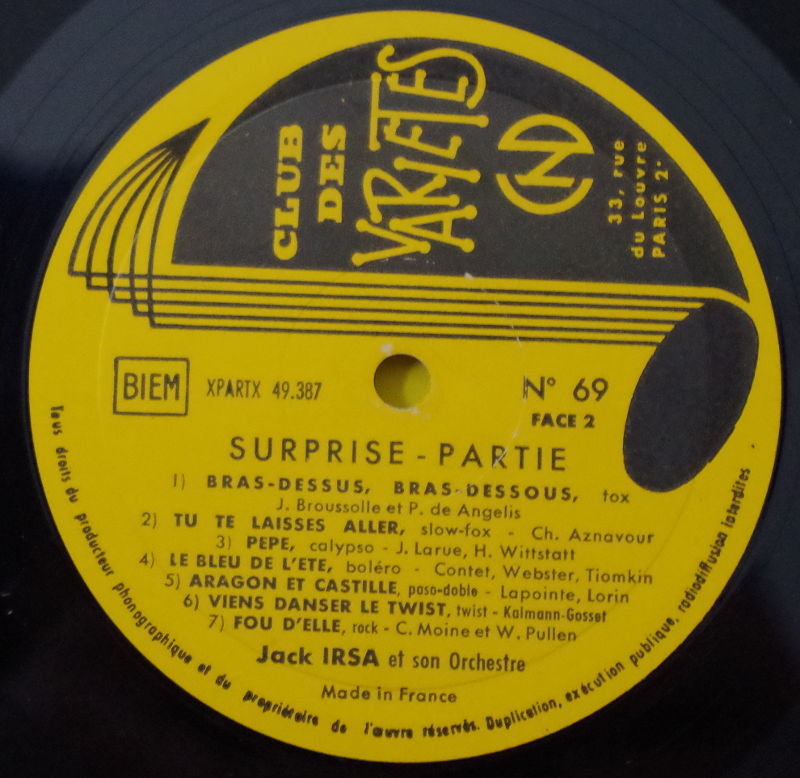 CLUB
DES
VARIETES
CND
33, rue
du Louvre
PARIS 2e
BIEM
XPARTX 49.387
N° 69
FACE 2
SURPRISE - PARTIE
1) BRAS-DESSUS, BRAS-DESSOUS, fox
J. Broussolle et P. de Angelis
2) TU TE LAISSES ALLER, slow-fox - Ch. Aznavour
3) PEPE, calypso - J. Larue, H. Wittstatt
4) LE BLEU DE L'ETE, boléro - Contet, Webster, Tiomkin
5) ARAGON ET CASTILLE, paso-doble - Lapointe, Lorin
6) VIENS DANSER LE TWIST, twist - Kalmann-Gosset
7) FOU D'ELLE, rock - C. Moine et W. Pullen
Jack IRSA et son Orchestre
Made in France
Tous droits du producteur phonographique et du propriétaire de l'œuvre réservés. Duplication, exécution publique, radiodiffusion interdites.